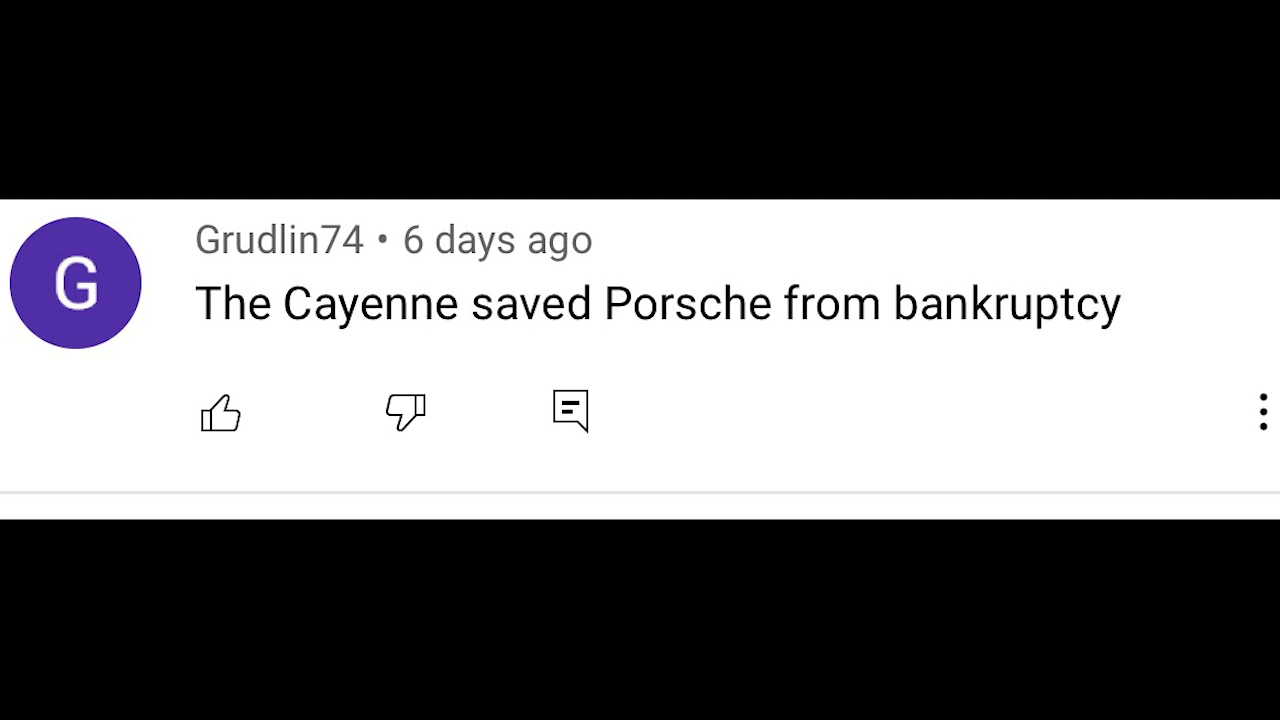 G
Grudlin74 • 6 days ago
The Cayenne saved Porsche from bankruptcy